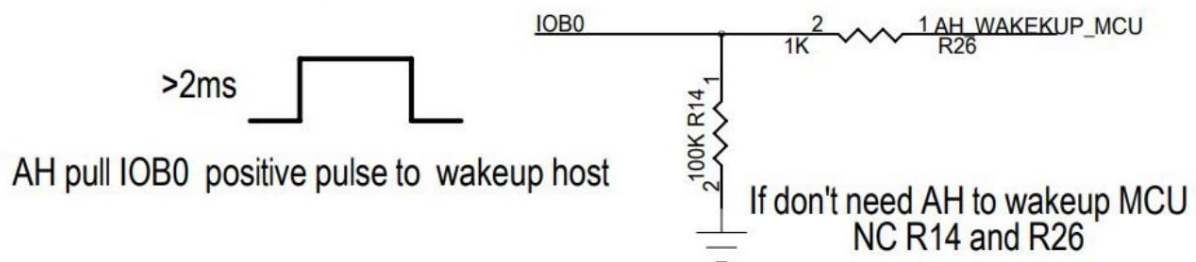 IOB0
2
1 AH_WAKEKUP_MCU
1K
R26
>2ms
1
100K R14
2
AH pull IOB0 positive pulse to wakeup host
If don't need AH to wakeup MCU
NC R14 and R26